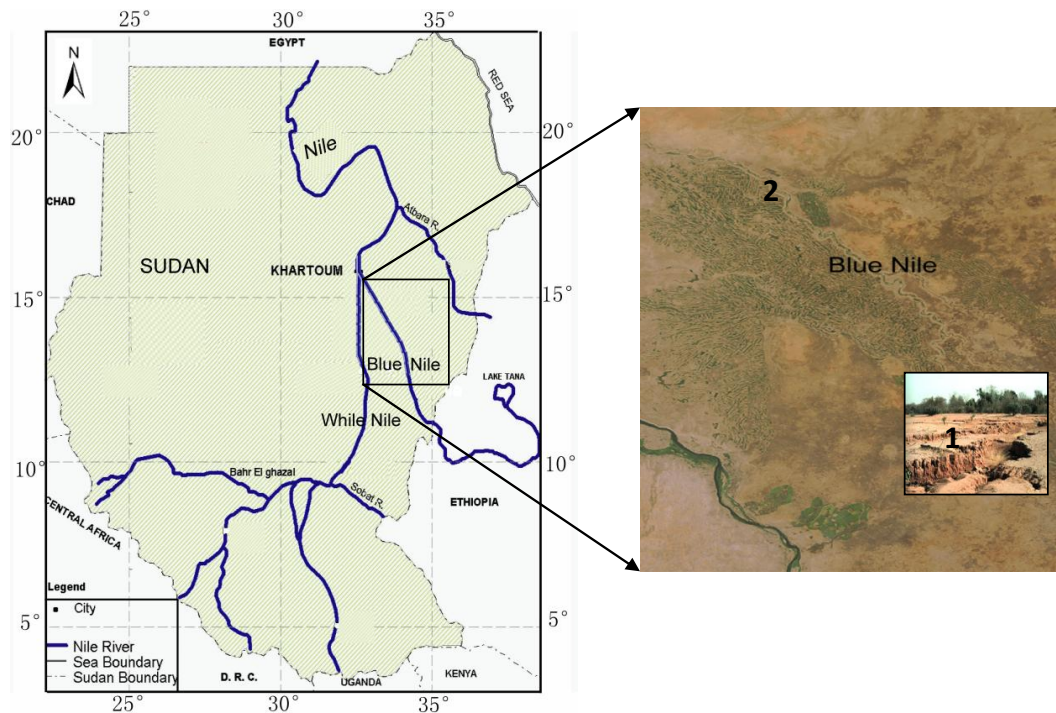 25°
30°
35°
EGYPT
N
RED SEA
20°
20°
Nile
CHAD
Atbara R.
SUDAN
KHARTOUM
15°
15°
Blue Nile
LAKE TANA
While Nile
10°
Bahr El ghazal
Sobat R.
10°
CENTRAL AFRICA
ETHIOPIA
Legend
City
5°
5°
Nile River
Sea Boundary
Sudan Boundary
D. R. C.
UGANDA
KENYA
25°
30°
35°
2
Blue Nile
1